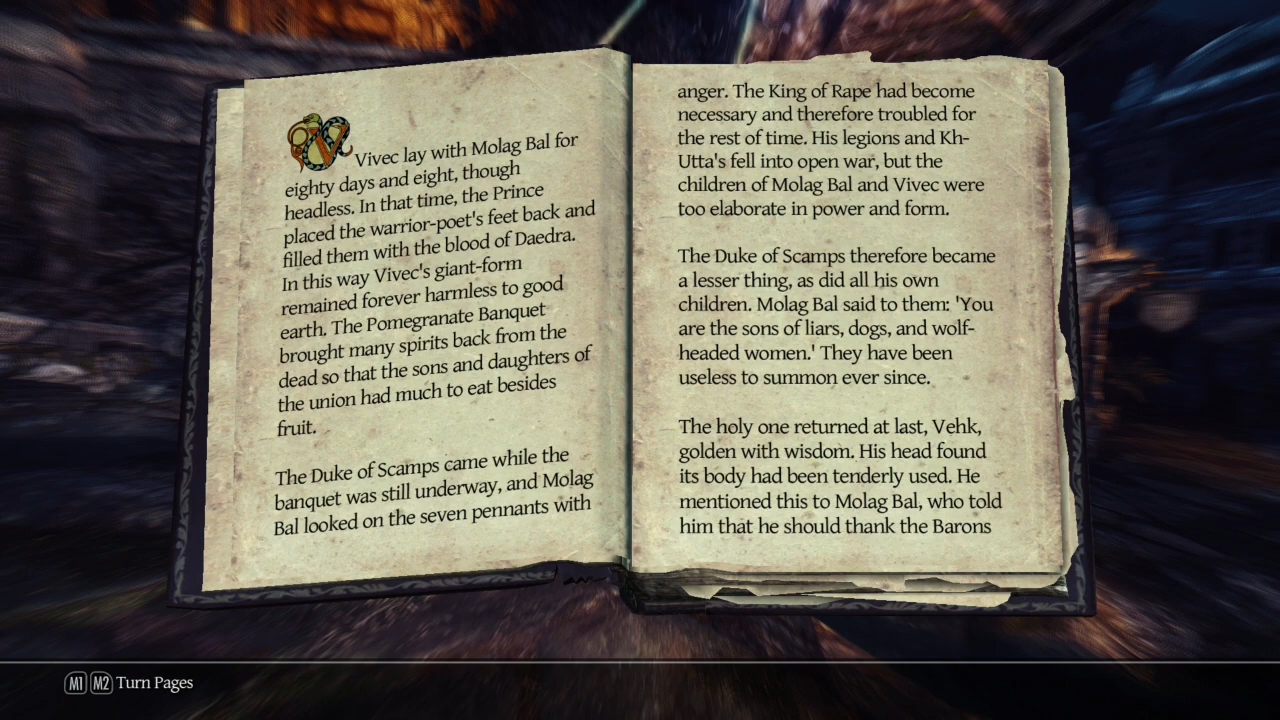 V
Vivec lay with Molag Bal for
eighty days and eight, though
headless. In that time, the Prince
placed the warrior-poet's feet back and
filled them with the blood of Daedra.
In this way Vivec's giant-form
remained forever harmless to good
earth. The Pomegranate Banquet
brought many spirits back from the
dead so that the sons and daughters of
the union had much to eat besides
fruit.
The Duke of Scamps came while the
banquet was still underway, and Molag
Bal looked on the seven pennants with
anger. The King of Rape had become
necessary and therefore troubled for
the rest of time. His legions and Kh-
Utta's fell into open war, but the
children of Molag Bal and Vivec were
too elaborate in power and form.
The Duke of Scamps therefore became
a lesser thing, as did all his own
children. Molag Bal said to them: 'You
are the sons of liars, dogs, and wolf-
headed women.' They have been
useless to summon ever since.
The holy one returned at last, Vehk,
golden with wisdom. His head found
its body had been tenderly used. He
mentioned this to Molag Bal, who told
him that he should thank the Barons
M1 M2 Turn Pages